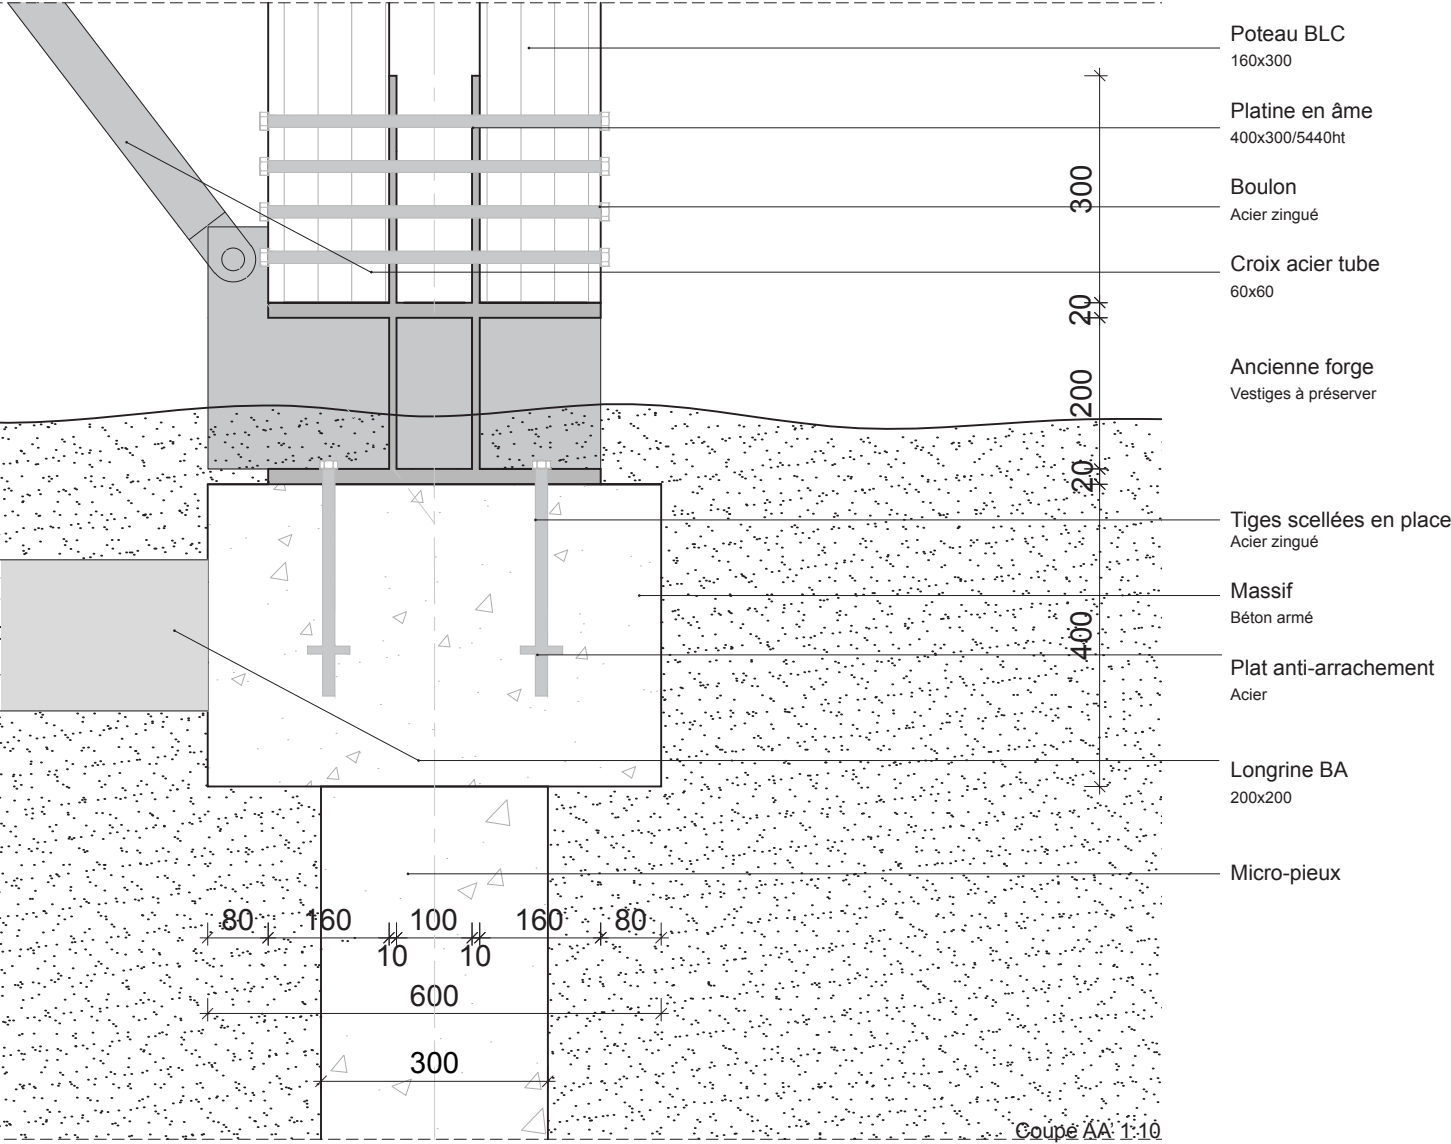 Poteau BLC
160x300
Platine en âme
400x300/5440ht
Boulon
Acier zingué
Croix acier tube
60x60
Ancienne forge
Vestiges à préserver
Tiges scellées en place
Acier zingué
Massif
Béton armé
Plat anti-arrachement
Acier
Longrine BA
200x200
Micro-pieux
300
20
200
20
400
80 160 100 160 80
10 10
600
300
Coupe AA' 1:10